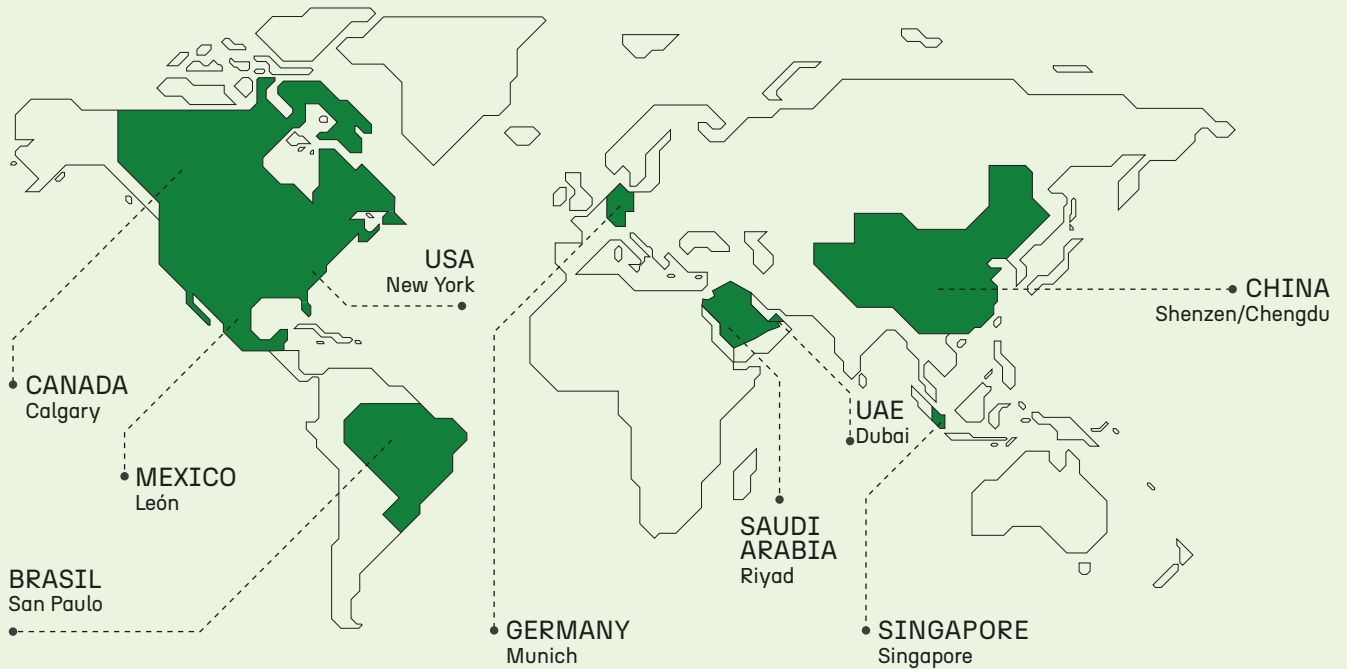 USA
New York
CHINA
Shenzen/Chengdu
CANADA
Calgary
UAE
Dubai
MEXICO
León
SAUDI
ARABIA
Riyad
BRASIL
San Paulo
GERMANY
Munich
SINGAPORE
Singapore